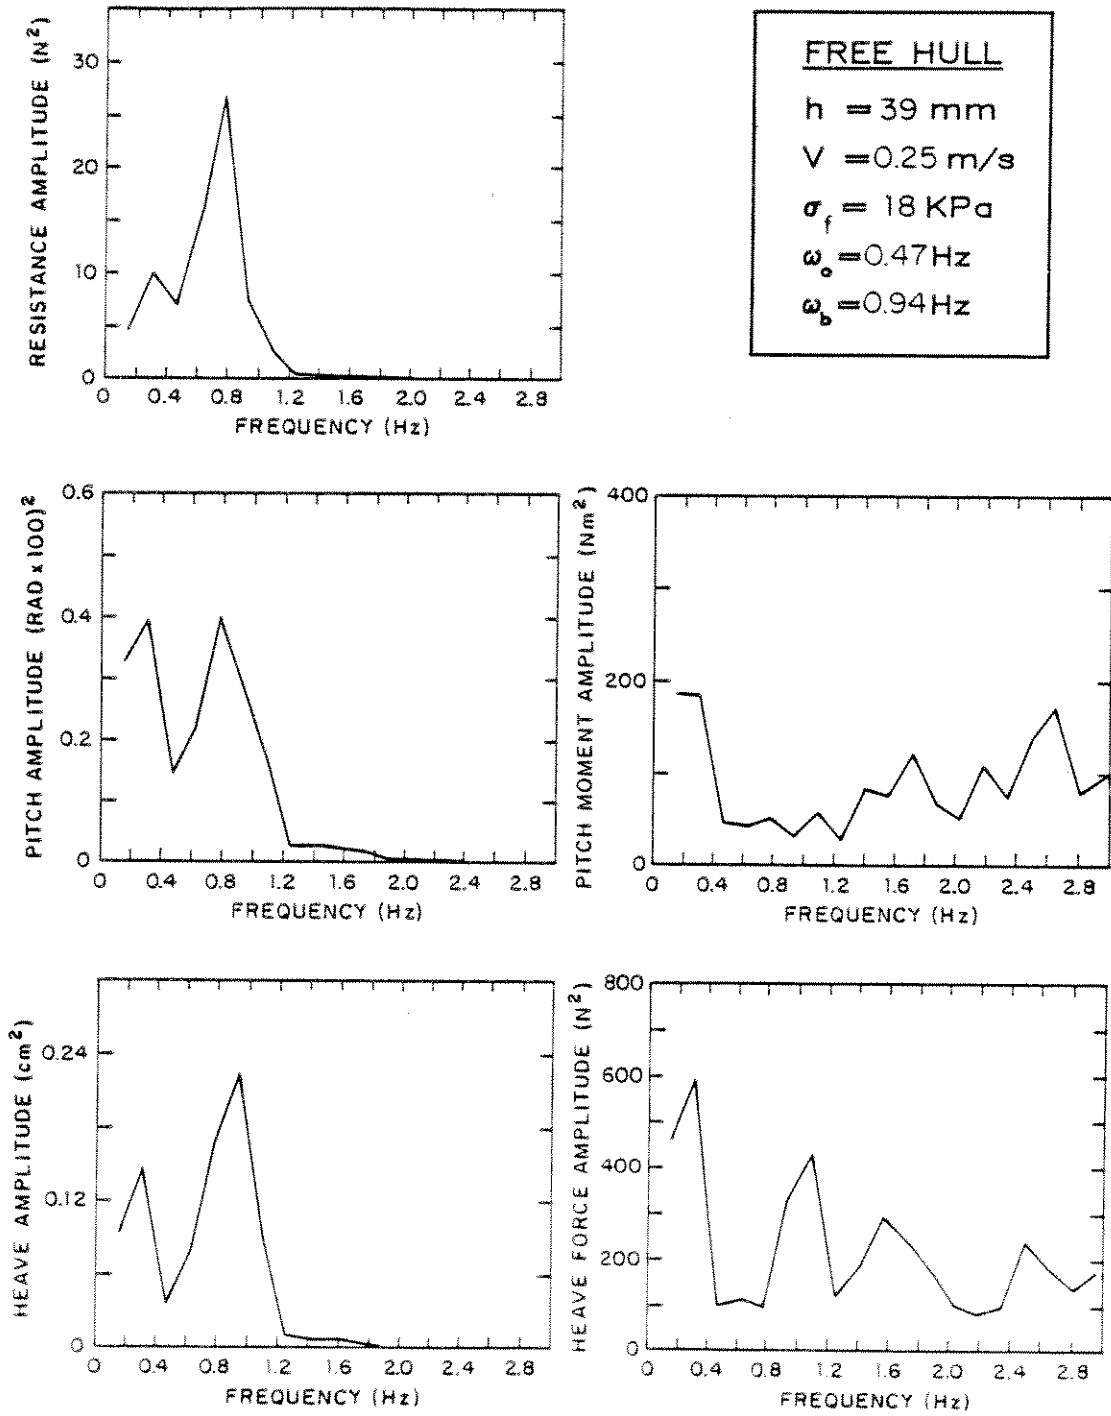 RESISTANCE AMPLITUDE (N²)
30
20
10
0
0 0.4 0.8 1.2 1.6 2.0 2.4 2.8
FREQUENCY (Hz)
FREE HULL
h = 39 mm
V = 0.25 m/s
σf = 18 KPa
ωo = 0.47 Hz
ωb = 0.94 Hz
PITCH AMPLITUDE (RAD x 100)²
0.6
0.4
0.2
0
0 0.4 0.8 1.2 1.6 2.0 2.4 2.8
FREQUENCY (Hz)
PITCH MOMENT AMPLITUDE (Nm²)
400
200
0
0 0.4 0.8 1.2 1.6 2.0 2.4 2.8
FREQUENCY (Hz)
HEAVE AMPLITUDE (cm²)
0.24
0.12
0
0 0.4 0.8 1.2 1.6 2.0 2.4 2.8
FREQUENCY (Hz)
HEAVE FORCE AMPLITUDE (N²)
800
600
400
200
0
0 0.4 0.8 1.2 1.6 2.0 2.4 2.8
FREQUENCY (Hz)